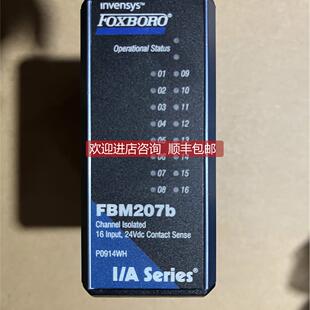 invensys™
FOXBORO®
Operational Status
01 09
02 10
03 11
04 12
05 13
06 14
07 15
08 16
欢迎进店咨询 顺丰包邮
FBM207b
Channel Isolated
16 Input, 24Vdc Contact Sense
P0914WH
I/A Series®